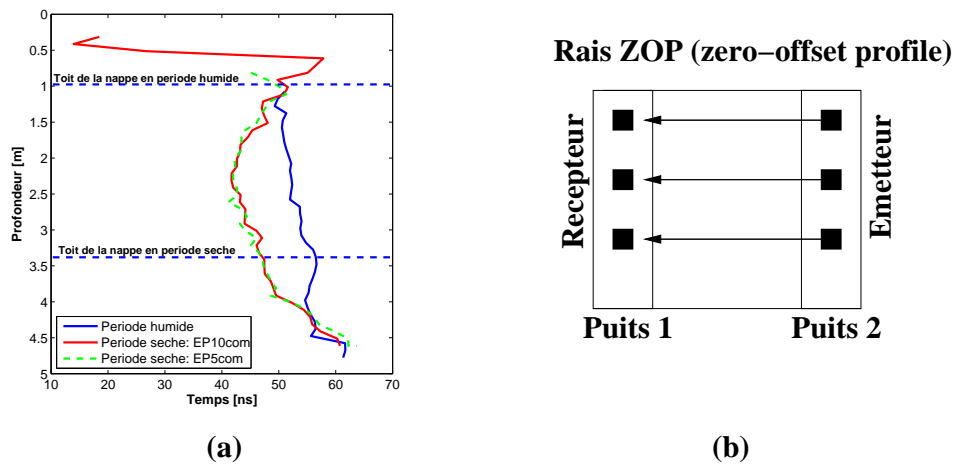 0
0.5
1
1.5
2
2.5
3
3.5
4
4.5
5
Profondeur [m]
Toit de la nappe en periode humide
Toit de la nappe en periode seche
Periode humide
Periode seche: EP10com
Periode seche: EP5com
10 20 30 40 50 60 70
Temps [ns]
(a)
Rais ZOP (zero−offset profile)
Recepteur
Emetteur
Puits 1 Puits 2
(b)